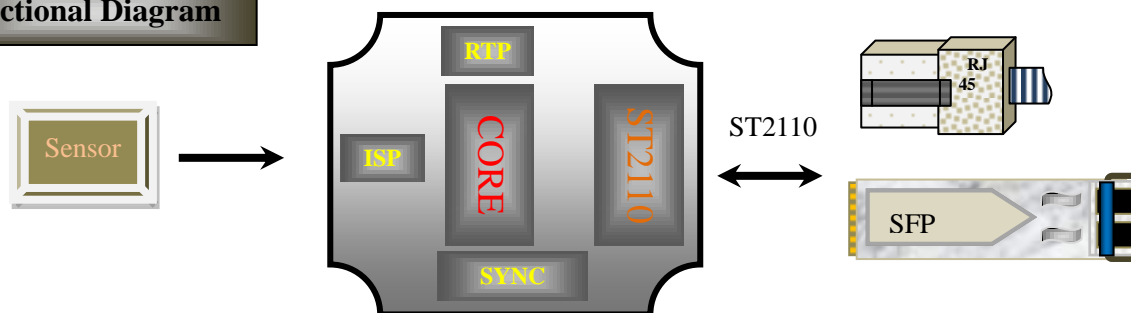 ctional Diagram
Sensor
RTP
ISP
CORE
SYNC
ST2110
ST2110
RJ
45
SFP